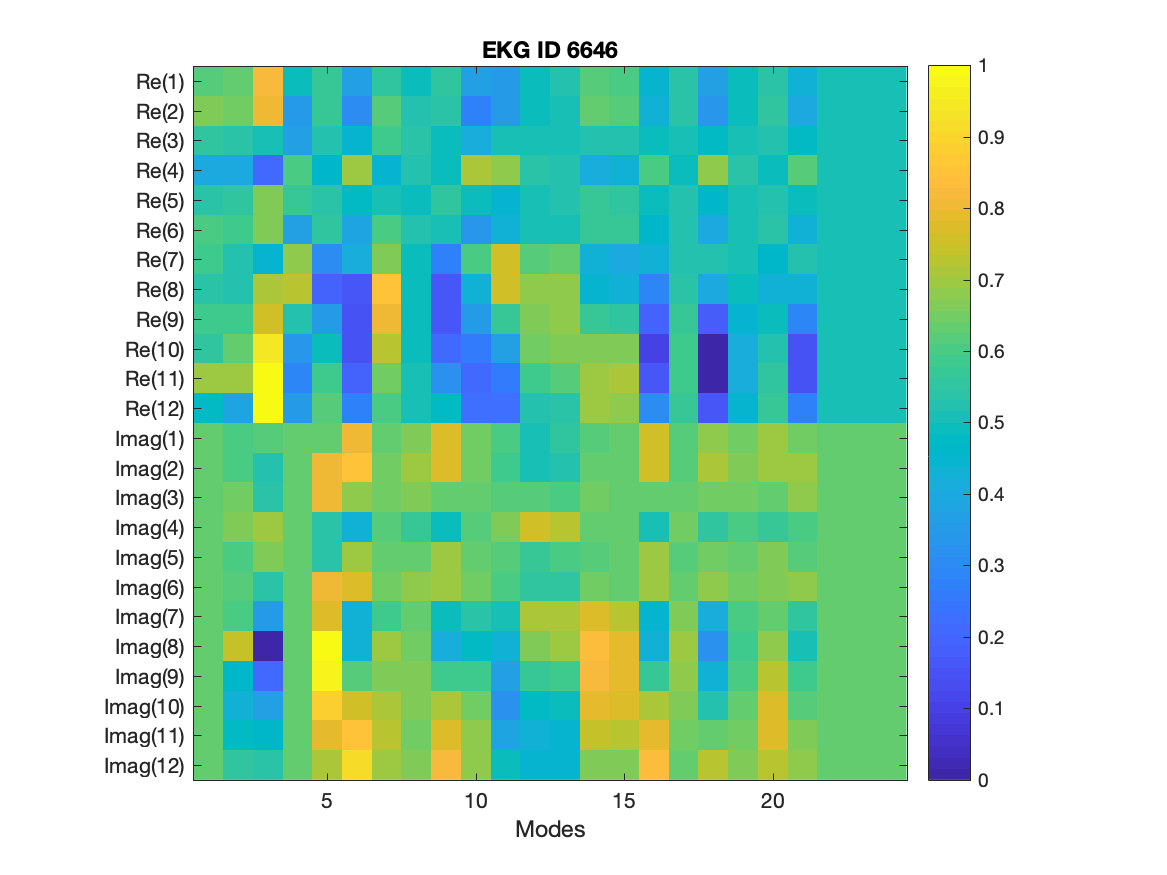 EKG ID 6646
Re(1)
Re(2)
Re(3)
Re(4)
Re(5)
Re(6)
Re(7)
Re(8)
Re(9)
Re(10)
Re(11)
Re(12)
Imag(1)
Imag(2)
Imag(3)
Imag(4)
Imag(5)
Imag(6)
Imag(7)
Imag(8)
Imag(9)
Imag(10)
Imag(11)
Imag(12)
5 10 15 20
Modes
1
0.9
0.8
0.7
0.6
0.5
0.4
0.3
0.2
0.1
0